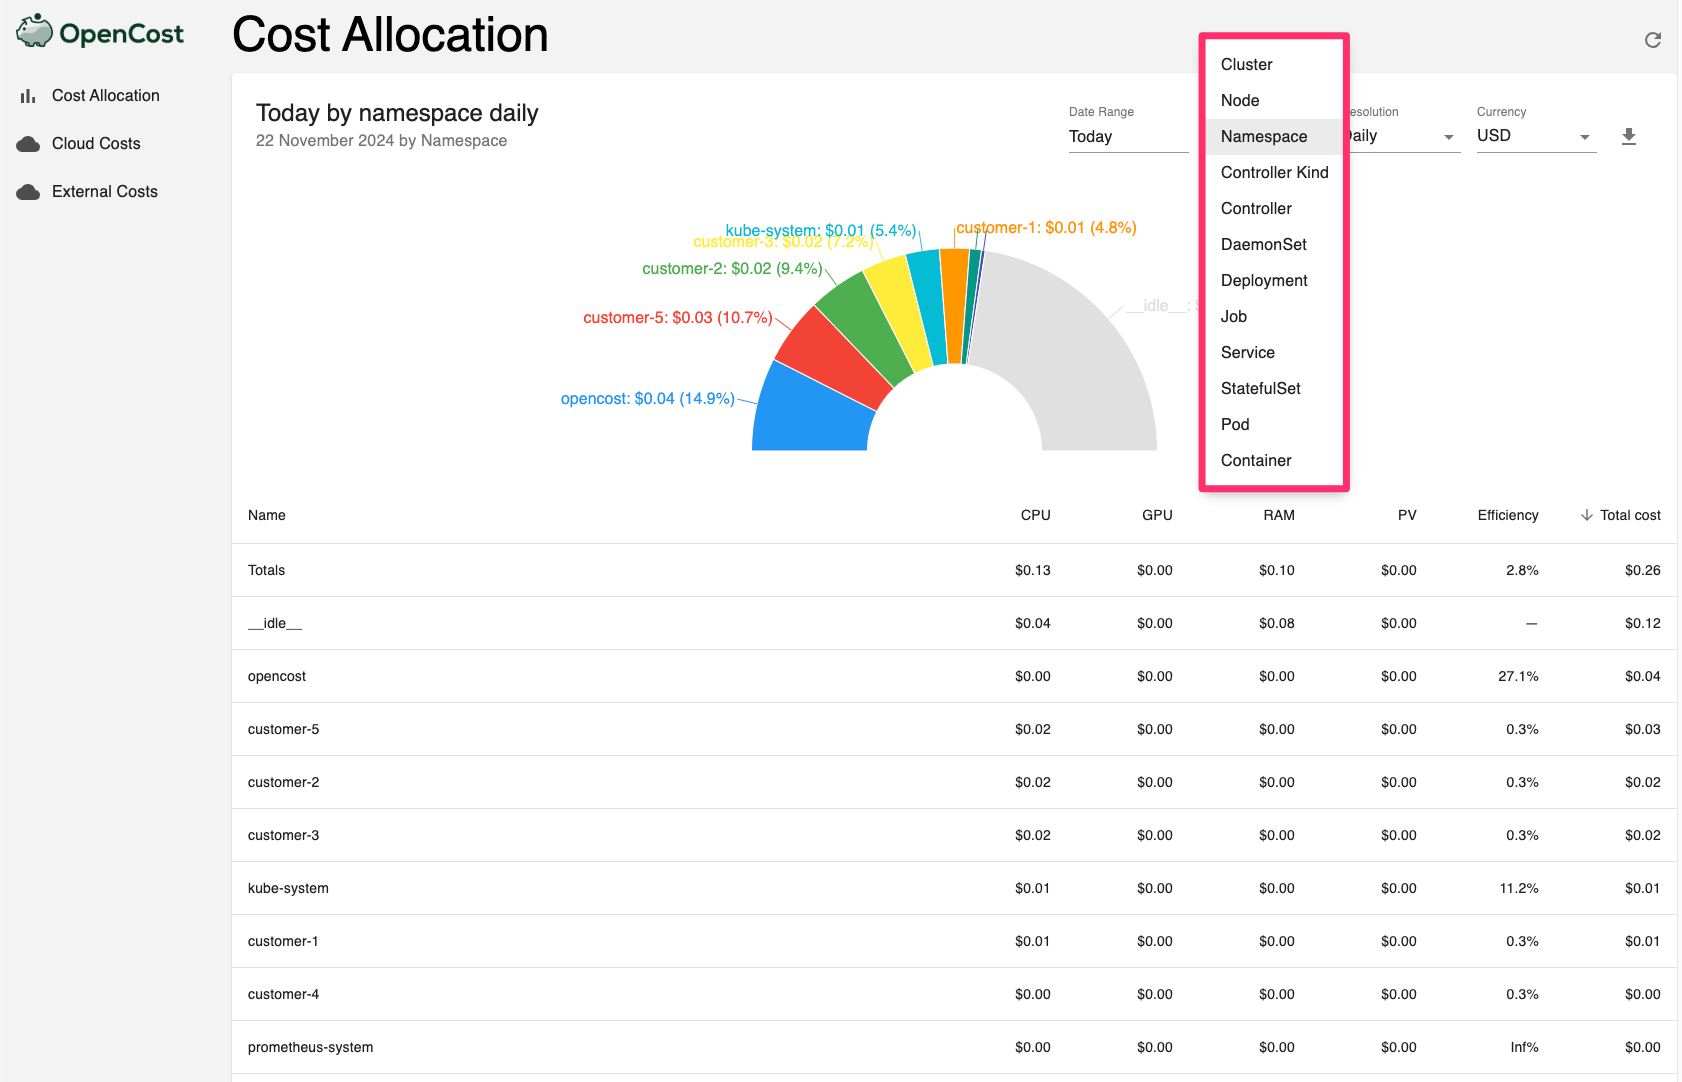 OpenCost
Cost Allocation
Cloud Costs
External Costs
Cost Allocation
Today by namespace daily
22 November 2024 by Namespace
Date Range
Today
Cluster
Node
Namespace
Controller Kind
Controller
DaemonSet
Deployment
Job
Service
StatefulSet
Pod
Container
esolution
Daily
Currency
USD
kube-system: $0.01 (5.4%)
customer-1: $0.01 (4.8%)
customer-3: $0.02 (7.2%)
customer-2: $0.02 (9.4%)
customer-5: $0.03 (10.7%)
opencost: $0.04 (14.9%)
__idle__: $
Name CPU GPU RAM PV Efficiency Total cost
Totals $0.13 $0.00 $0.10 $0.00 2.8% $0.26
__idle__ $0.04 $0.00 $0.08 $0.00 — $0.12
opencost $0.00 $0.00 $0.00 $0.00 27.1% $0.04
customer-5 $0.02 $0.00 $0.00 $0.00 0.3% $0.03
customer-2 $0.02 $0.00 $0.00 $0.00 0.3% $0.02
customer-3 $0.02 $0.00 $0.00 $0.00 0.3% $0.02
kube-system $0.01 $0.00 $0.00 $0.00 11.2% $0.01
customer-1 $0.01 $0.00 $0.00 $0.00 0.3% $0.01
customer-4 $0.00 $0.00 $0.00 $0.00 0.3% $0.00
prometheus-system $0.00 $0.00 $0.00 $0.00 Inf% $0.00